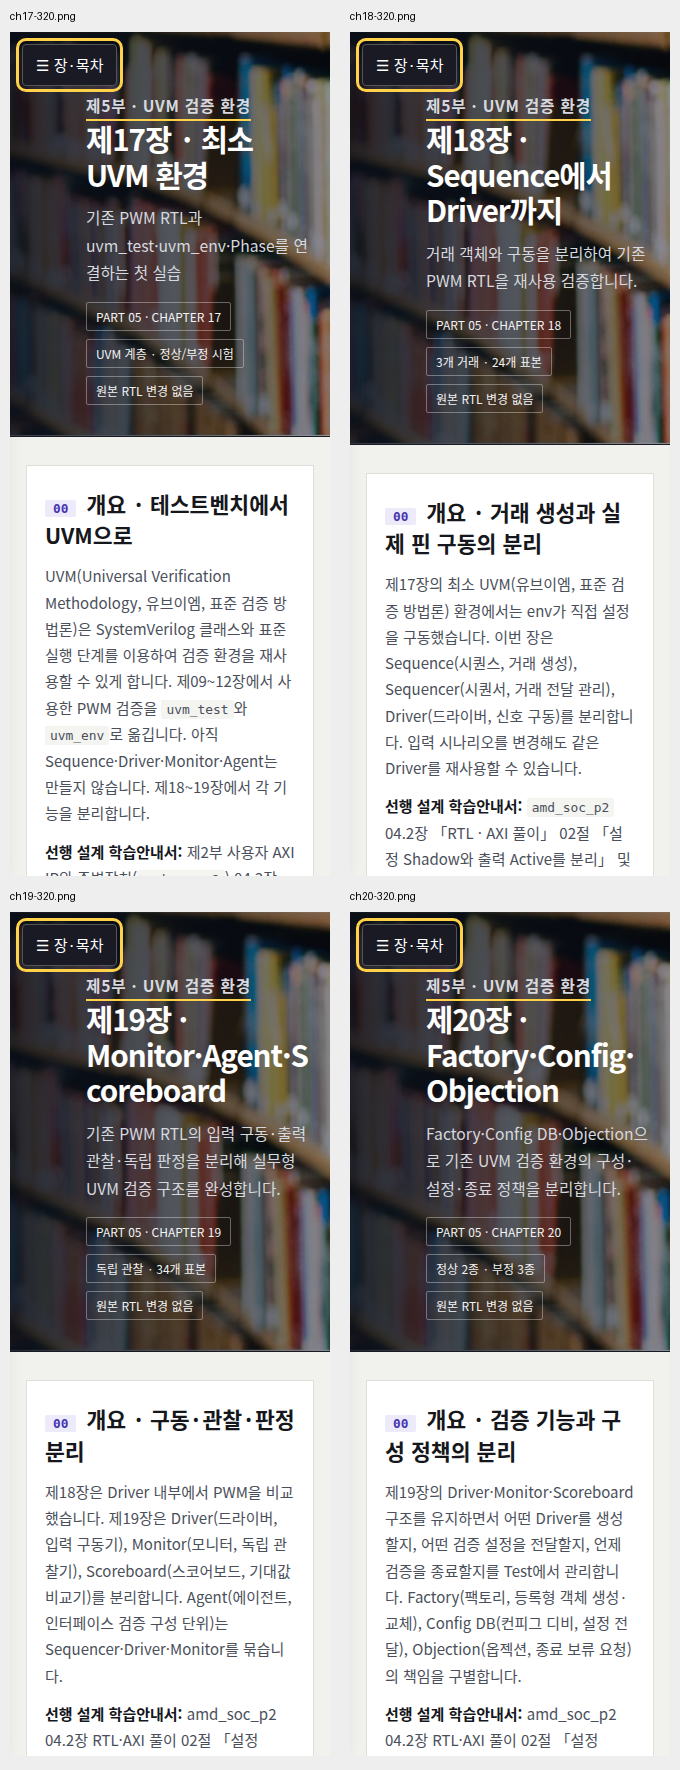 ch17-320.png
☰ 장·목차
제5부 · UVM 검증 환경
제17장 · 최소
UVM 환경
기존 PWM RTL과
uvm_test·uvm_env·Phase를 연
결하는 첫 실습
PART 05 · CHAPTER 17
UVM 계층 · 정상/부정 시험
원본 RTL 변경 없음
00 개요 · 테스트벤치에서
UVM으로
UVM(Universal Verification
Methodology, 유브이엠, 표준 검증 방
법론)은 SystemVerilog 클래스와 표준
실행 단계를 이용하여 검증 환경을 재사
용할 수 있게 합니다. 제09~12장에서 사
용한 PWM 검증을 uvm_test 와
uvm_env 로 옮깁니다. 아직
Sequence·Driver·Monitor·Agent는
만들지 않습니다. 제18~19장에서 각 기
능을 분리합니다.
선행 설계 학습안내서: 제2부 사용자 AXI
ch18-320.png
☰ 장·목차
제5부 · UVM 검증 환경
제18장 ·
Sequence에서
Driver까지
거래 객체와 구동을 분리하여 기존
PWM RTL을 재사용 검증합니다.
PART 05 · CHAPTER 18
3개 거래 · 24개 표본
원본 RTL 변경 없음
00 개요 · 거래 생성과 실
제 핀 구동의 분리
제17장의 최소 UVM(유브이엠, 표준 검
증 방법론) 환경에서는 env가 직접 설정
을 구동했습니다. 이번 장은
Sequence(시퀀스, 거래 생성),
Sequencer(시퀀서, 거래 전달 관리),
Driver(드라이버, 신호 구동)를 분리합니
다. 입력 시나리오를 변경해도 같은
Driver를 재사용할 수 있습니다.
선행 설계 학습안내서: amd_soc_p2
04.2장 「RTL · AXI 풀이」 02절 「설
정 Shadow와 출력 Active를 분리」 및
ch19-320.png
☰ 장·목차
제5부 · UVM 검증 환경
제19장 ·
Monitor·Agent·S
coreboard
기존 PWM RTL의 입력 구동·출력
관찰·독립 판정을 분리해 실무형
UVM 검증 구조를 완성합니다.
PART 05 · CHAPTER 19
독립 관찰 · 34개 표본
원본 RTL 변경 없음
00 개요 · 구동·관찰·판정
분리
제18장은 Driver 내부에서 PWM을 비교
했습니다. 제19장은 Driver(드라이버,
입력 구동기), Monitor(모니터, 독립 관
찰기), Scoreboard(스코어보드, 기대값
비교기)를 분리합니다. Agent(에이전트,
인터페이스 검증 구성 단위)는
Sequencer·Driver·Monitor를 묶습니
다.
선행 설계 학습안내서: amd_soc_p2
04.2장 RTL·AXI 풀이 02절 「설정
ch20-320.png
☰ 장·목차
제5부 · UVM 검증 환경
제20장 ·
Factory·Config·
Objection
Factory·Config DB·Objection으
로 기존 UVM 검증 환경의 구성·
설정·종료 정책을 분리합니다.
PART 05 · CHAPTER 20
정상 2종 · 부정 3종
원본 RTL 변경 없음
00 개요 · 검증 기능과 구
성 정책의 분리
제19장의 Driver·Monitor·Scoreboard
구조를 유지하면서 어떤 Driver를 생성
할지, 어떤 검증 설정을 전달할지, 언제
검증을 종료할지를 Test에서 관리합니
다. Factory(팩토리, 등록형 객체 생성·
교체), Config DB(컨피그 디비, 설정 전
달), Objection(옵젝션, 종료 보류 요청)
의 책임을 구별합니다.
선행 설계 학습안내서: amd_soc_p2
04.2장 RTL·AXI 풀이 02절 「설정